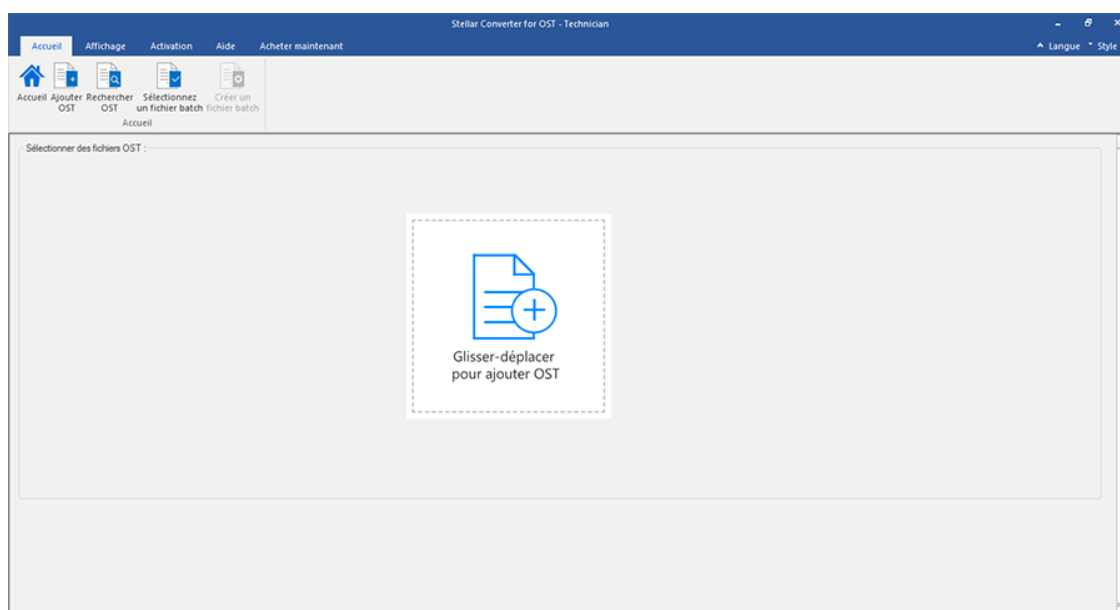 Stellar Converter for OST - Technician
Accueil Affichage Activation Aide Acheter maintenant
Langue Style
Accueil Ajouter Rechercher Sélectionnez Créer un
OST OST un fichier batch fichier batch
Accueil
Sélectionner des fichiers OST :
Glisser-déplacer
pour ajouter OST